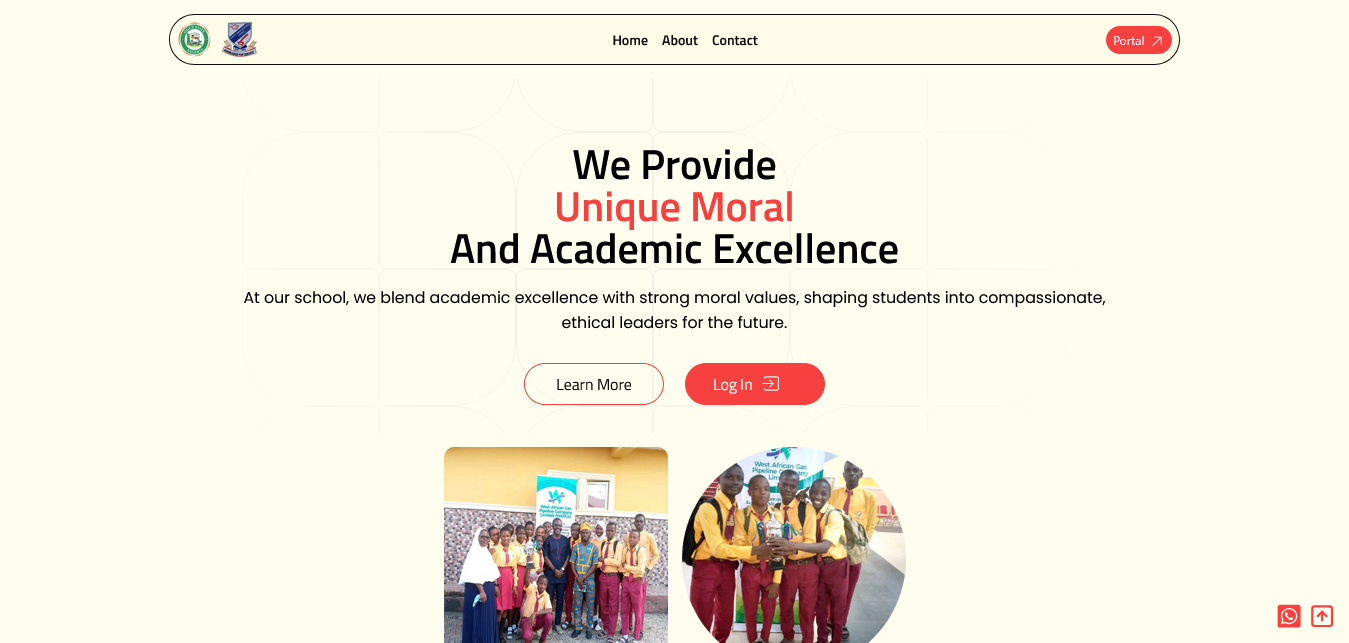 Home About Contact
Portal
We Provide
Unique Moral
And Academic Excellence
At our school, we blend academic excellence with strong moral values, shaping students into compassionate,
ethical leaders for the future.
Learn More
Log In
West African Gas
Pipeline Company
Limited (WAPCo)
West African Gas
Pipeline Company